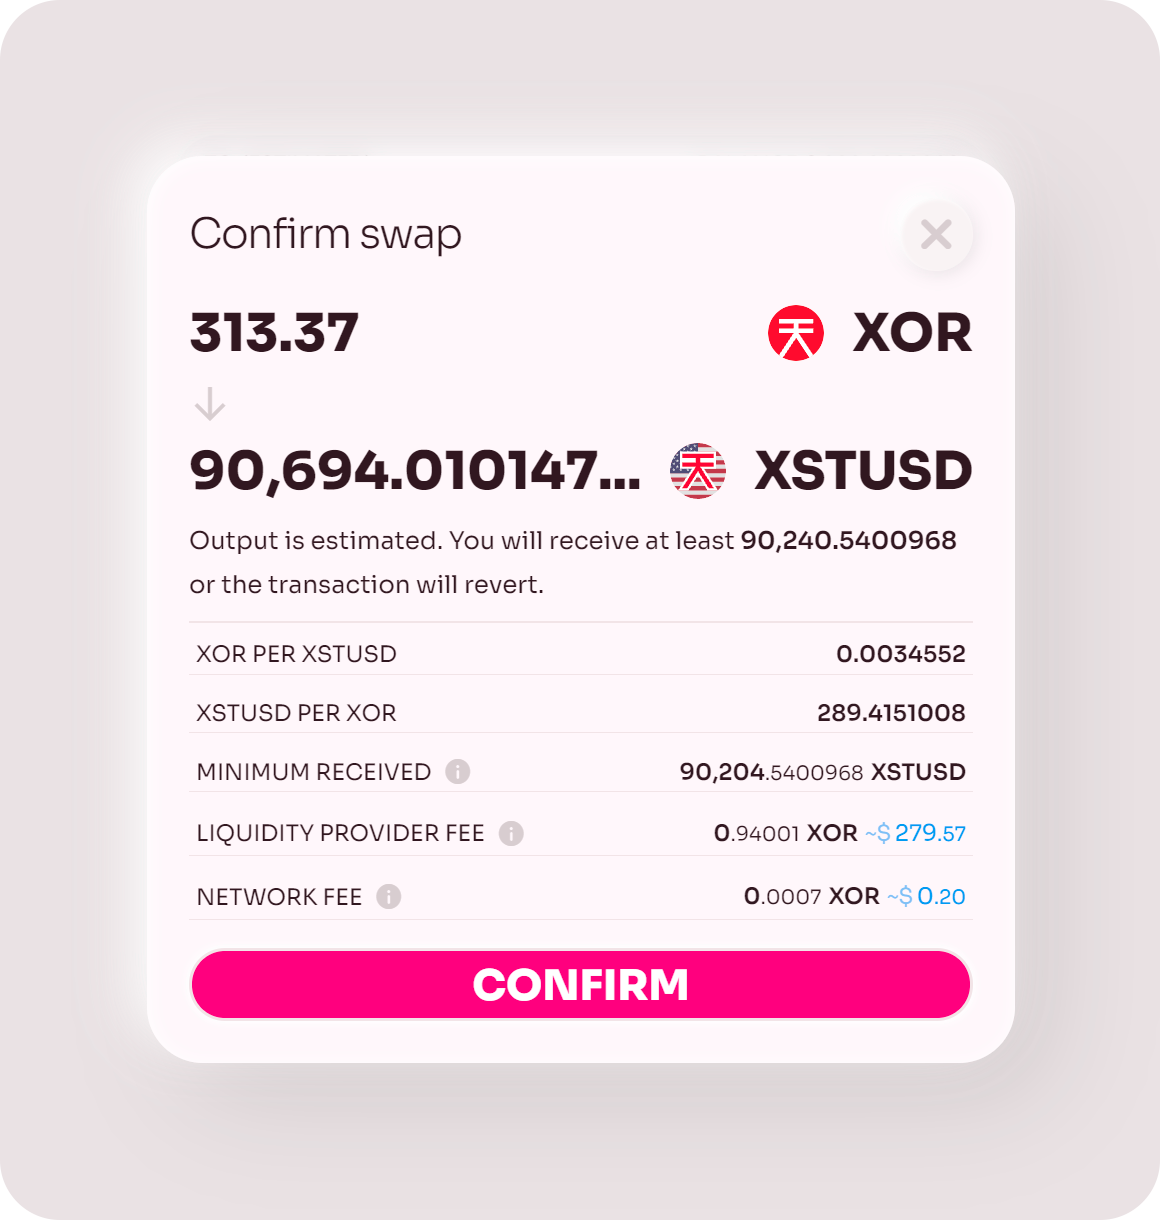 Confirm swap
313.37 XOR
90,694.010147... XSTUSD
Output is estimated. You will receive at least 90,240.5400968
or the transaction will revert.
XOR PER XSTUSD 0.0034552
XSTUSD PER XOR 289.4151008
MINIMUM RECEIVED 90,204.5400968 XSTUSD
LIQUIDITY PROVIDER FEE 0.94001 XOR ~$ 279.57
NETWORK FEE 0.0007 XOR ~$ 0.20
CONFIRM